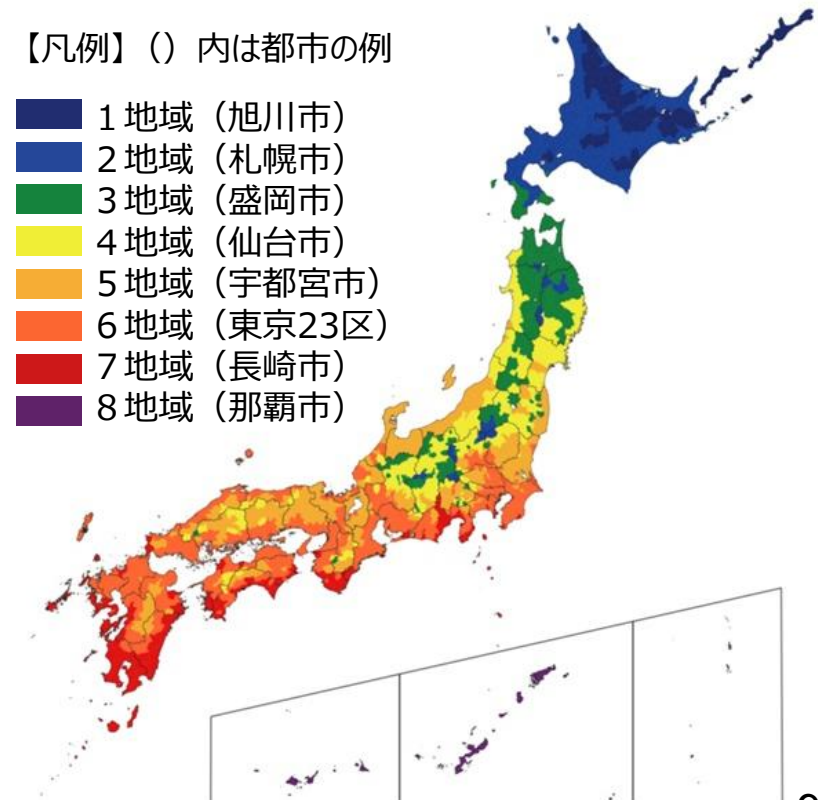 【凡例】（）内は都市の例
1地域（旭川市）
2地域（札幌市）
3地域（盛岡市）
4地域（仙台市）
5地域（宇都宮市）
6地域（東京23区）
7地域（長崎市）
8地域（那覇市）